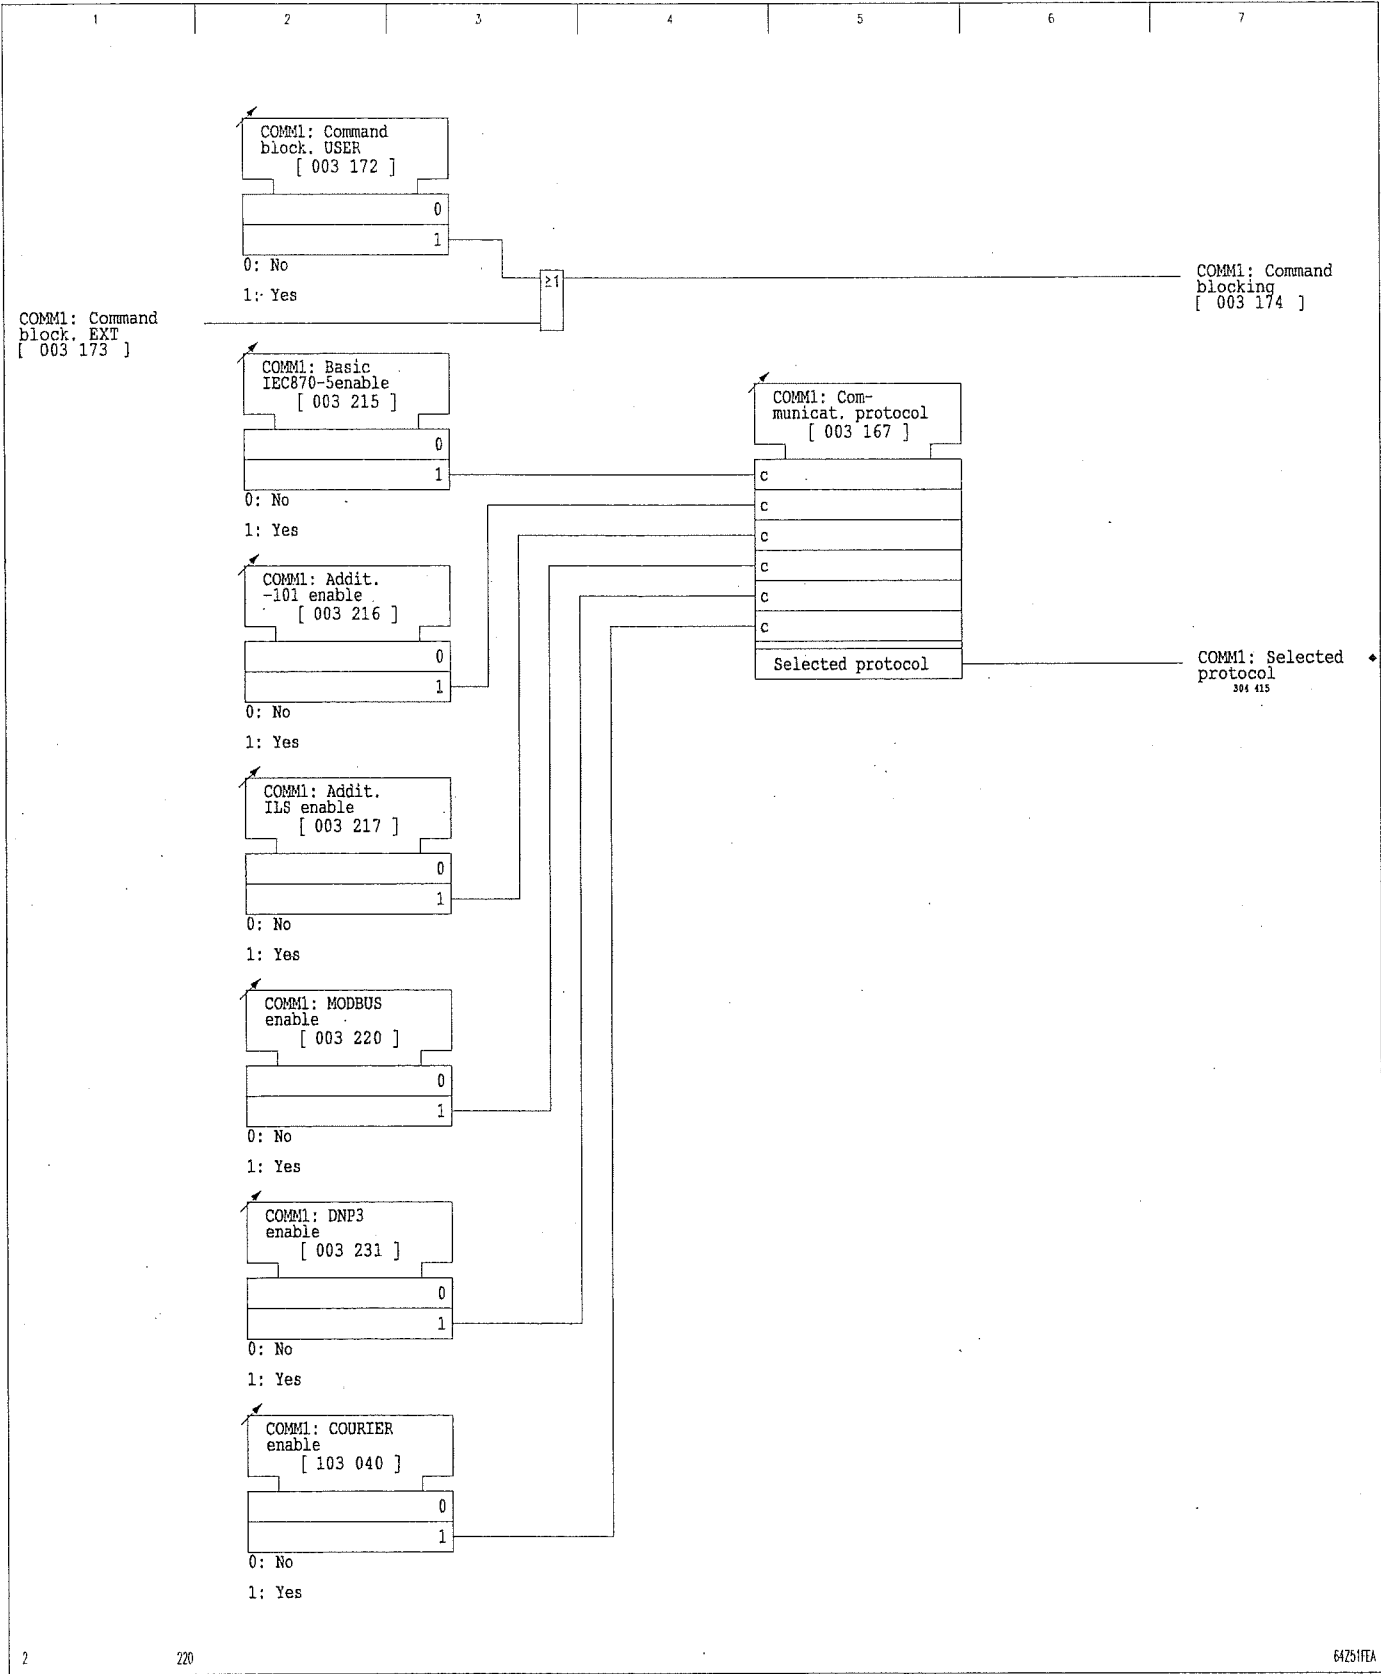 1 2 3 4 5 6 7
COMM1: Command
block. USER
[ 003 172 ]
0
1
0: No
1: Yes
≥1
COMM1: Command
blocking
[ 003 174 ]
COMM1: Command
block. EXT
[ 003 173 ]
COMM1: Basic
IEC870-5enable
[ 003 215 ]
0
1
0: No
1: Yes
COMM1: Com-
municat. protocol
[ 003 167 ]
c
c
c
c
c
c
Selected protocol
COMM1: Selected
protocol
304 415
COMM1: Addit.
-101 enable
[ 003 216 ]
0
1
0: No
1: Yes
COMM1: Addit.
ILS enable
[ 003 217 ]
0
1
0: No
1: Yes
COMM1: MODBUS
enable
[ 003 220 ]
0
1
0: No
1: Yes
COMM1: DNP3
enable
[ 003 231 ]
0
1
0: No
1: Yes
COMM1: COURIER
enable
[ 103 040 ]
0
1
0: No
1: Yes
2 220 64Z51FEA